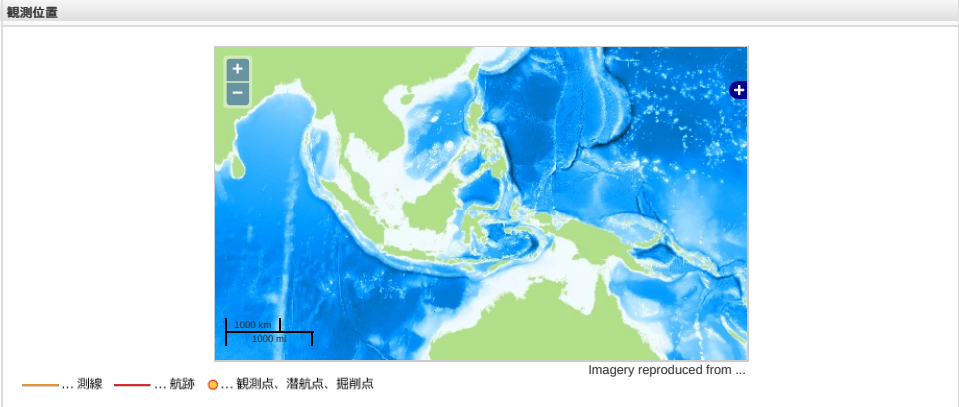 観測位置
+
−
+
1000 km
1000 mi
Imagery reproduced from ...
... 測線 ... 航跡 ... 観測点、潜航点、掘削点